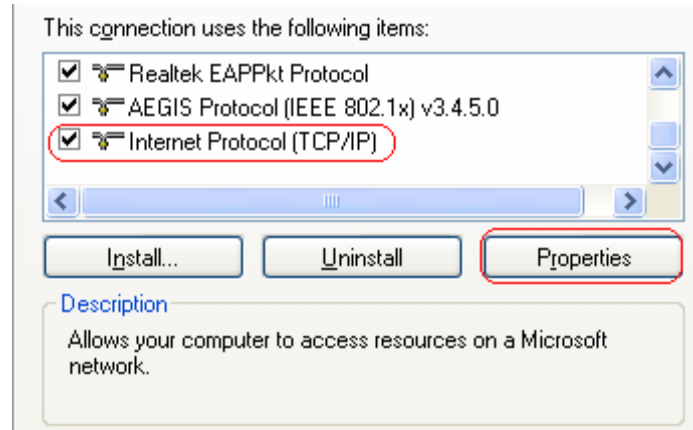 This connection uses the following items:
Realtek EAPPkt Protocol
AEGIS Protocol (IEEE 802.1x) v3.4.5.0
Internet Protocol (TCP/IP)
Install... Uninstall Properties
Description
Allows your computer to access resources on a Microsoft
network.